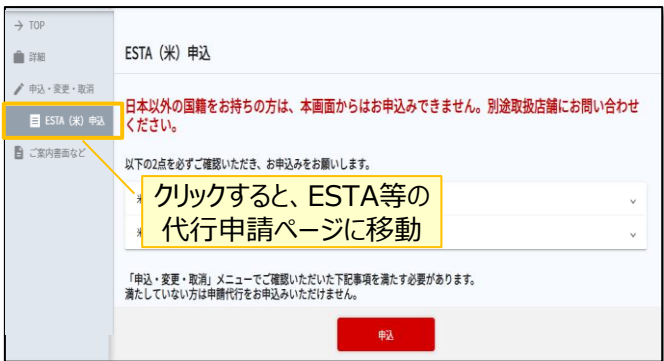 → TOP
詳細
申込・変更・取消
ESTA（米）申込
ご案内書面など
ESTA（米）申込
日本以外の国籍をお持ちの方は、本画面からはお申込みできません。別途取扱店舗にお問い合わせ
ください。
以下の2点を必ずご確認いただき、お申込みをお願いします。
クリックすると、ESTA等の
代行申請ページに移動
「申込・変更・取消」メニューでご確認いただいた下記事項を満たす必要があります。
満たしていない方は申請代行をお申込みいただけません。
申込